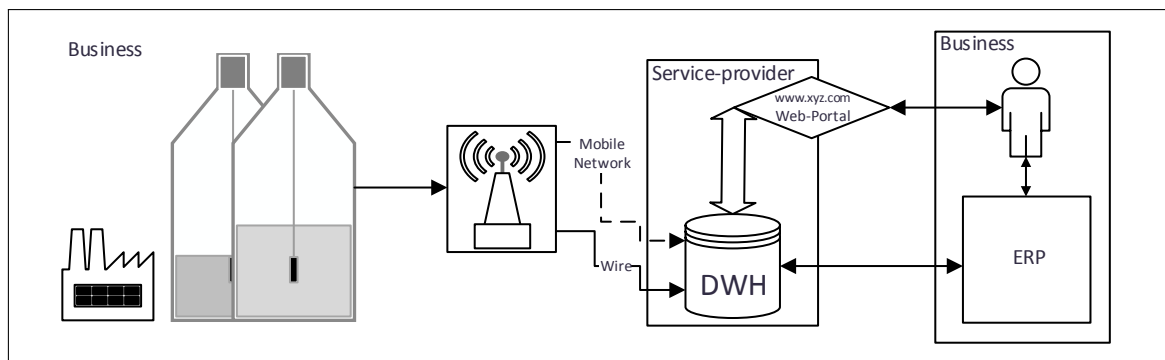 Business
Mobile
Network
Wire
Service-provider
www.xyz.com
Web-Portal
DWH
Business
ERP